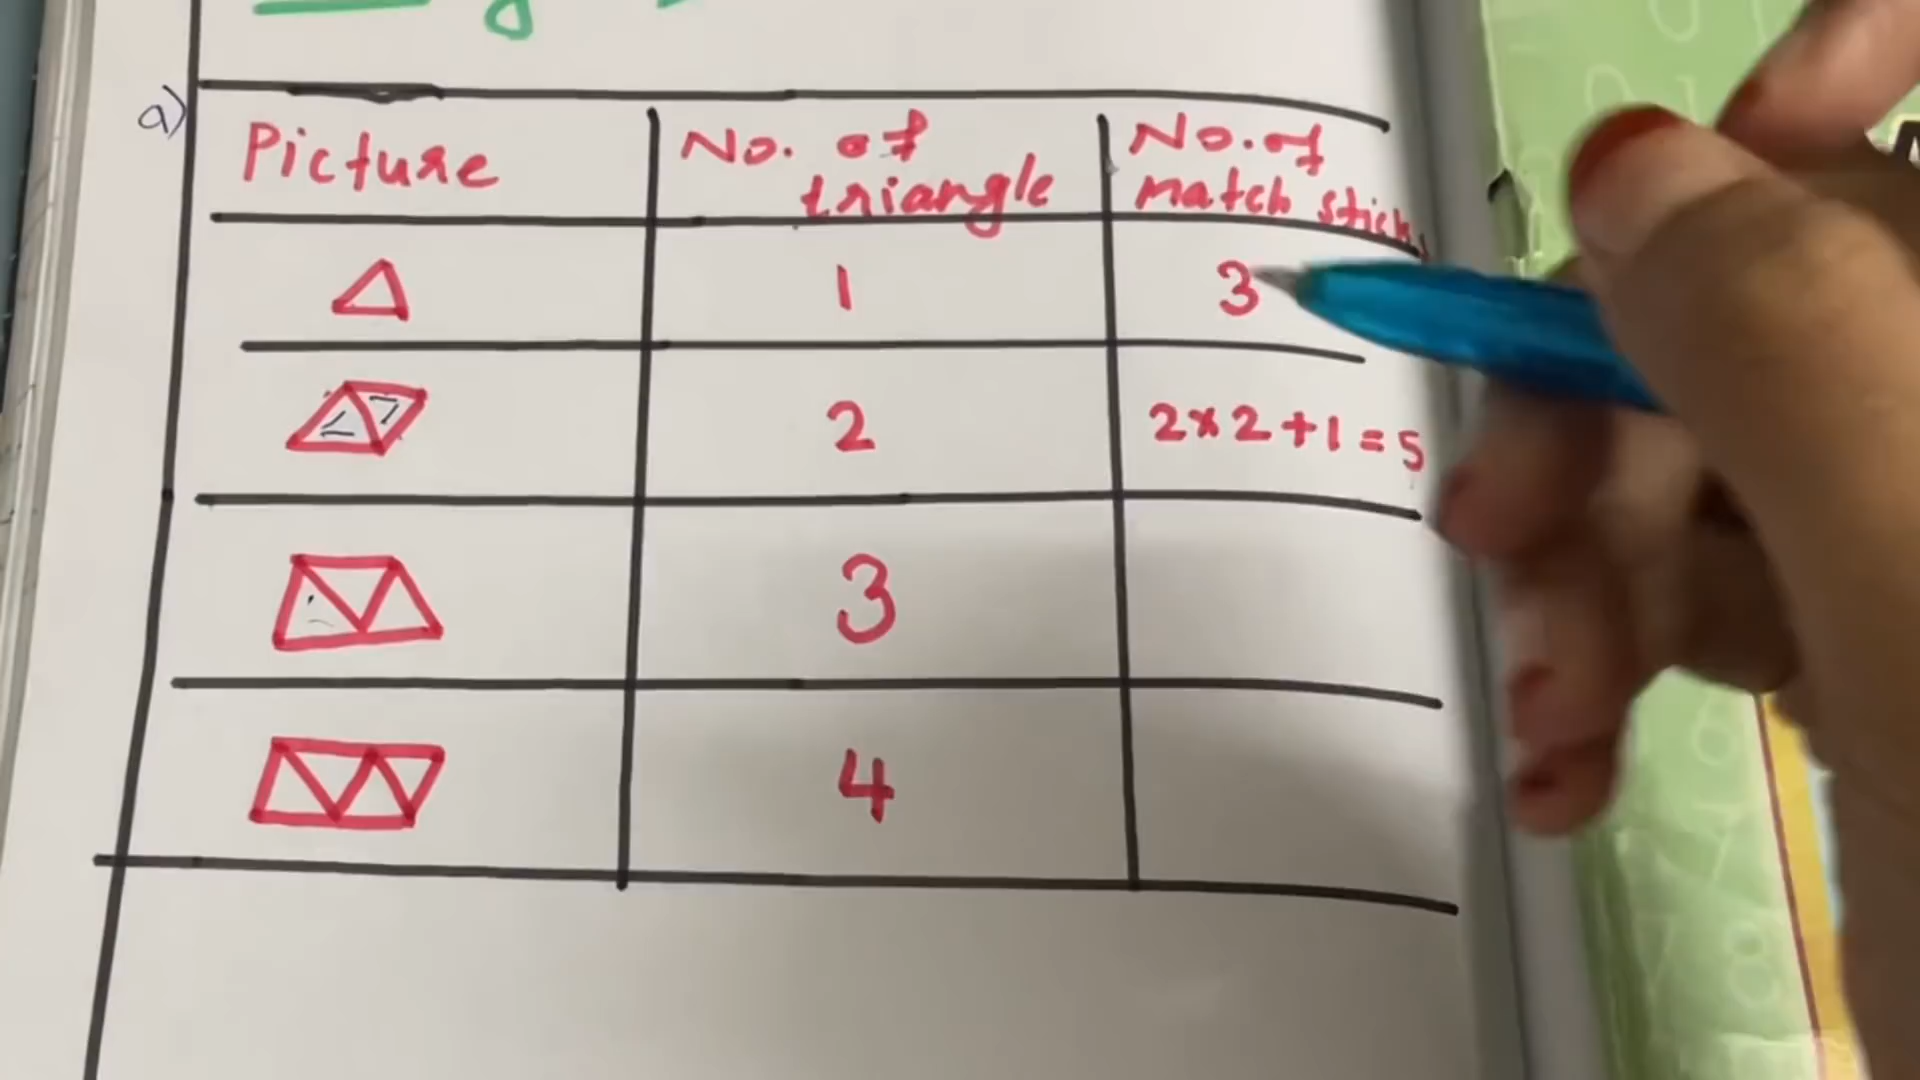 a)
Picture
No. of
triangle
No. of
match sticks
1
3
2
2×2+1=5
3
4